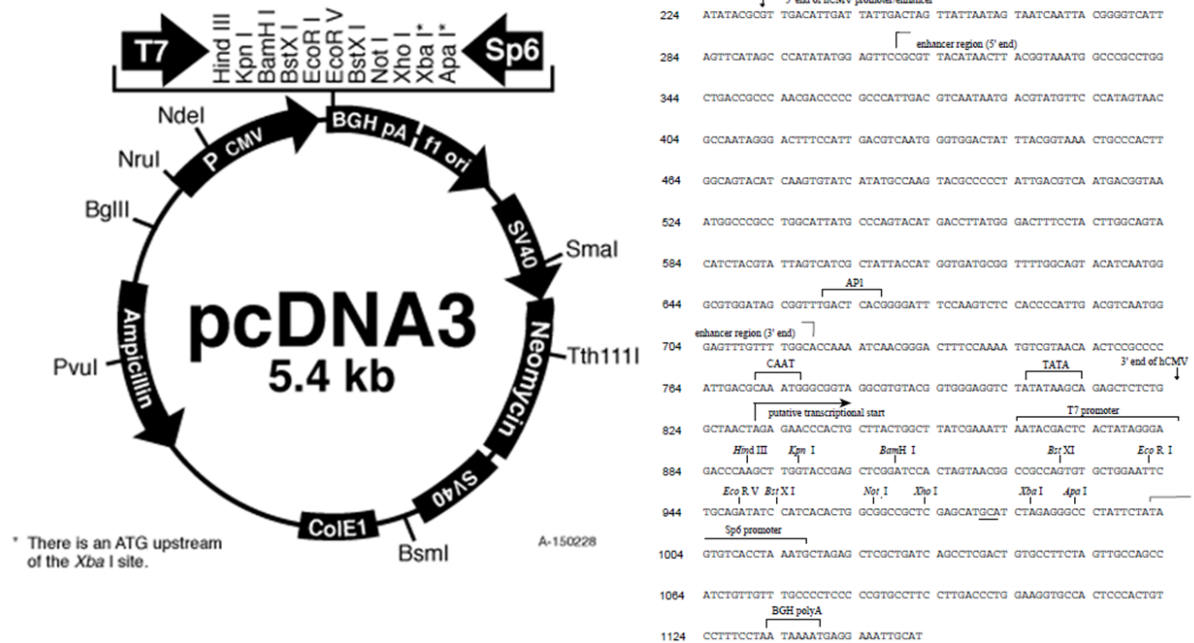 T7
Hind III
Kpn I
BamH I
BstX I
EcoR I
EcoR V
BstX I
Not I
Xho I
Xba I*
Apa I*
Sp6
NdeI
NruI
BglII
PvuI
P CMV
BGH pA
f1 ori
SV40
SmaI
Neomycin
Tth111I
SV40
BsmI
ColE1
Ampicillin
pcDNA3
5.4 kb
* There is an ATG upstream
of the Xba I site.
A-150228
5' end of hCMV promoter/enhancer
224 ATATACGCGT TGACATTGAT TATTGACTAG TTATTAATAG TAATCAATTA CGGGGTCATT
enhancer region (5' end)
284 AGTTCATAGC CCATATATGG AGTTCCGCGT TACATAACTT ACGGTAAATG GCCCGCCTGG
344 CTGACCGCCC AACGACCCCC GCCCATTGAC GTCAATAATG ACGTATGTTC CCATAGTAAC
404 GCCAATAGGG ACTTTCCATT GACGTCAATG GGTGGACTAT TTACGGTAAA CTGCCCACTT
464 GGCAGTACAT CAAGTGTATC ATATGCCAAG TACGCCCCCT ATTGACGTCA ATGACGGTAA
524 ATGGCCCGCC TGGCATTATG CCCAGTACAT GACCTTATGG GACTTTCCTA CTTGGCAGTA
584 CATCTACGTA TTAGTCATCG CTATTACCAT GGTGATGCGG TTTTGGCAGT ACATCAATGG
AP1
644 GCGTGGATAG CGGTTTGACT CACGGGGATT TCCAAGTCTC CACCCCATTG ACGTCAATGG
enhancer region (3' end)
704 GAGTTTGTTT TGGCACCAAA ATCAACGGGA CTTTCCAAAA TGTCGTAACA ACTCCGCCCC
CAAT TATA 3' end of hCMV
764 ATTGACGCAA ATGGGCGGTA GGCGTGTACG GTGGGAGGTC TATATAAGCA GAGCTCTCTG
putative transcriptional start T7 promoter
824 GCTAACTAGA GAACCCACTG CTTACTGGCT TATCGAAATT AATACGACTC ACTATAGGGA
Hind III Kpn I BamH I Bst XI Eco R I
884 GACCCAAGCT TGGTACCGAG CTCGGATCCA CTAGTAACGG CCGCCAGTGT GCTGGAATTC
Eco R V Bst X I Not I Xho I Xba I Apa I
944 TGCAGATATC CATCACACTG GCGGCCGCTC GAGCATGCAT CTAGAGGGCC CTATTCTATA
Sp6 promoter
1004 GTGTCACCTA AATGCTAGAG CTCGCTGATC AGCCTCGACT GTGCCTTCTA GTTGCCAGCC
1064 ATCTGTTGTT TGCCCCTCCC CCGTGCCTTC CTTGACCCTG GAAGGTGCCA CTCCCACTGT
BGH polyA
1124 CCTTTCCTAA TAAAATGAGG AAATTGCAT